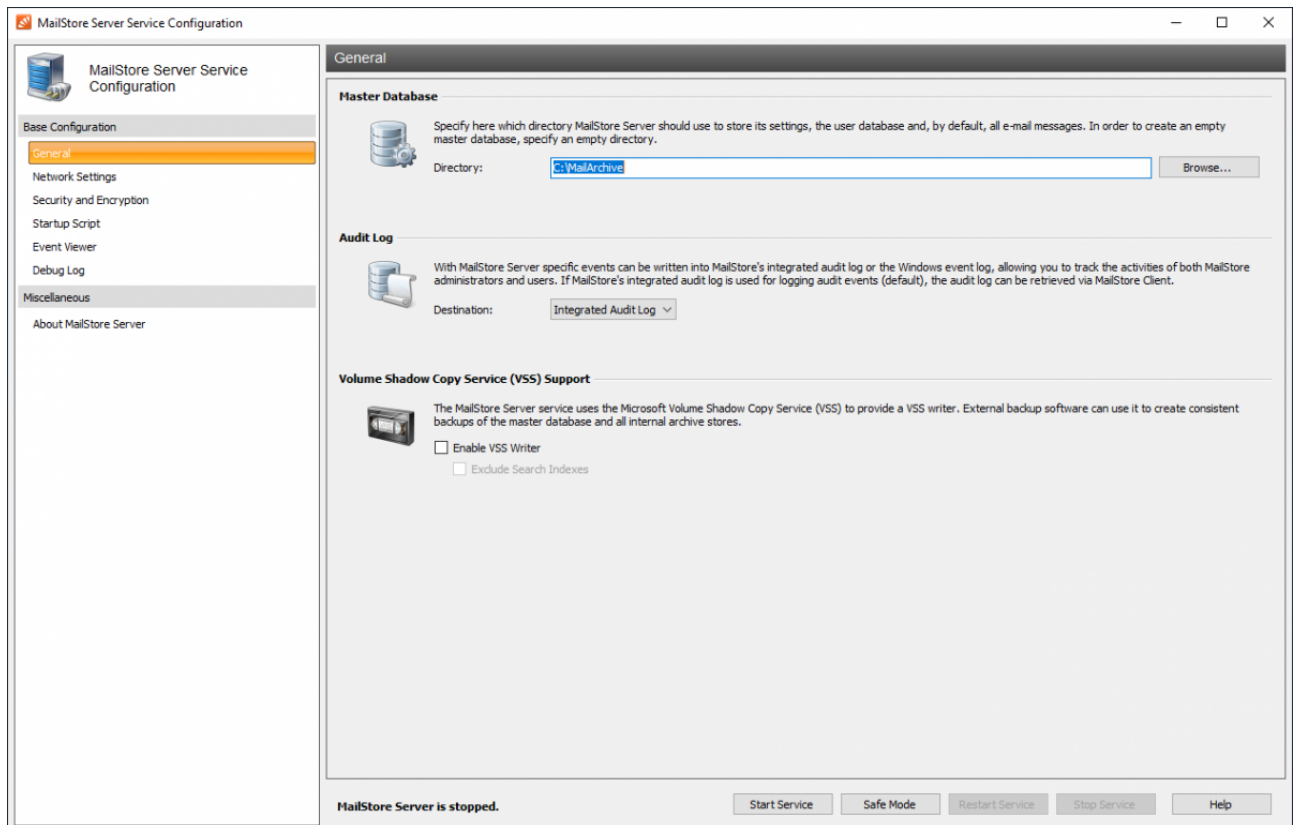 MailStore Server Service Configuration
MailStore Server Service
Configuration
Base Configuration
General
Network Settings
Security and Encryption
Startup Script
Event Viewer
Debug Log
Miscellaneous
About MailStore Server
General
Master Database
Specify here which directory MailStore Server should use to store its settings, the user database and, by default, all e-mail messages. In order to create an empty
master database, specify an empty directory.
Directory:
C:\MailArchive
Browse...
Audit Log
With MailStore Server specific events can be written into MailStore's integrated audit log or the Windows event log, allowing you to track the activities of both MailStore
administrators and users. If MailStore's integrated audit log is used for logging audit events (default), the audit log can be retrieved via MailStore Client.
Destination:
Integrated Audit Log
Volume Shadow Copy Service (VSS) Support
The MailStore Server service uses the Microsoft Volume Shadow Copy Service (VSS) to provide a VSS writer. External backup software can use it to create consistent
backups of the master database and all internal archive stores.
Enable VSS Writer
Exclude Search Indexes
MailStore Server is stopped.
Start Service
Safe Mode
Restart Service
Stop Service
Help